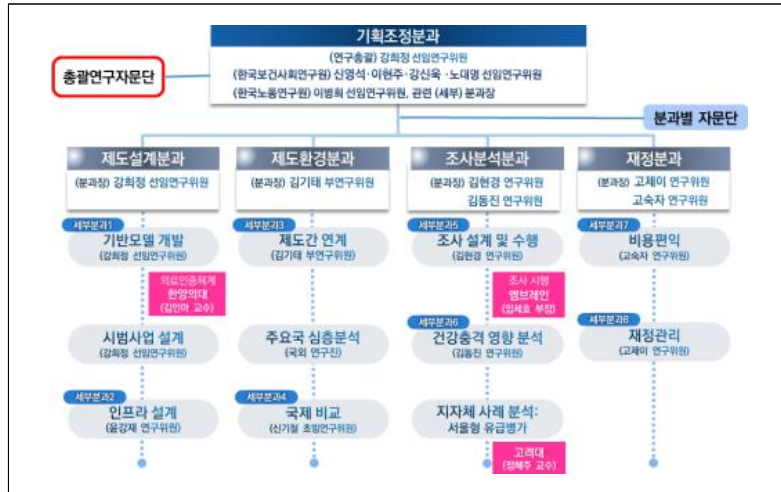 기획조정분과
(연구총괄) 강희정 선임연구위원
(한국보건사회연구원) 신영석·이현주·강신욱·노대명 선임연구위원
(한국노동연구원) 이병희 선임연구위원, 관련 (세부) 분과장
총괄연구자문단
분과별 자문단
제도설계분과
(분과장) 강희정 선임연구위원
세부분과1
기반모델 개발
(강희정 선임연구위원)
의료인증체계
한양의대
(김인아 교수)
시범사업 설계
(강희정 선임연구위원)
세부분과2
인프라 설계
(윤강재 연구위원)
제도환경분과
(분과장) 김기태 부연구위원
세부분과3
제도간 연계
(김기태 부연구위원)
주요국 심층분석
(국외 연구진)
세부분과4
국제 비교
(신기철 초빙연구위원)
조사분석분과
(분과장) 김현경 연구위원
김동진 연구위원
세부분과5
조사 설계 및 수행
(김현경 연구위원)
조사 시행
엠브레인
(임세호 부장)
세부분과6
건강충격 영향 분석
(김동진 연구위원)
지자체 사례 분석:
서울형 유급병가
고려대
(정혜주 교수)
재정분과
(분과장) 고제이 연구위원
고숙자 연구위원
세부분과7
비용편익
(고숙자 연구위원)
세부분과8
재정관리
(고제이 연구위원)